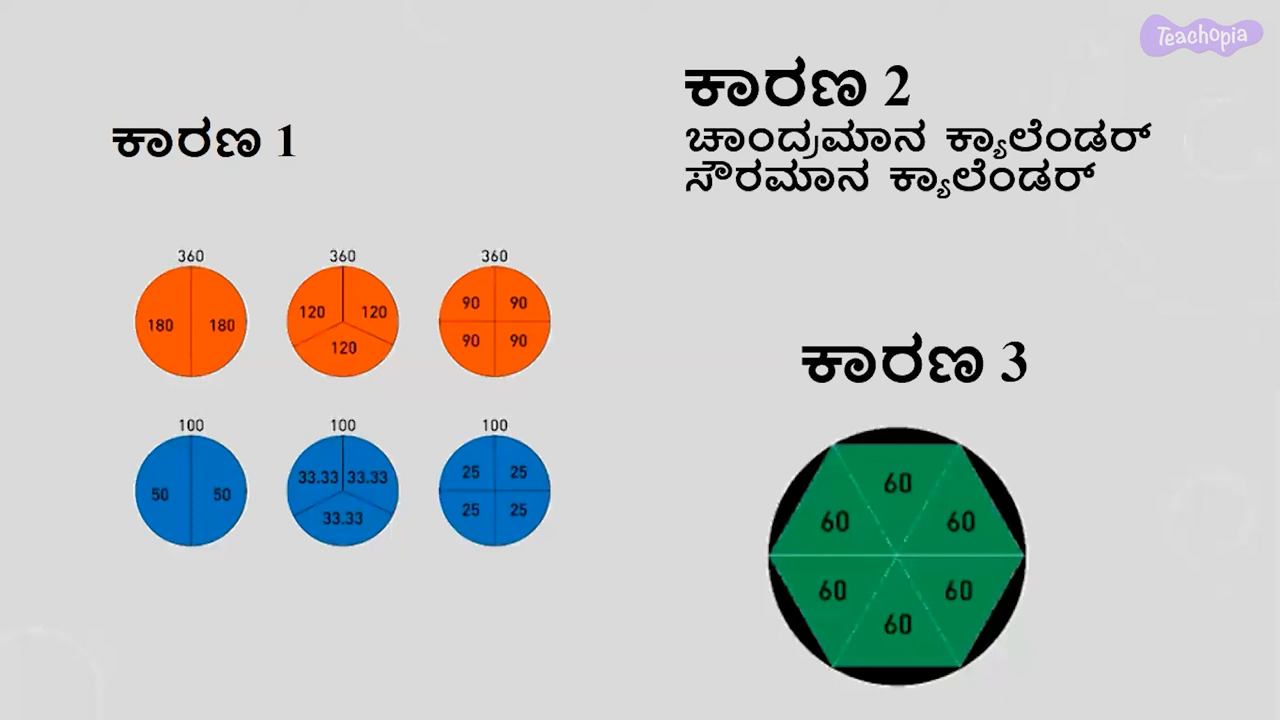 Teachopia
ಕಾರಣ 1
360 360 360
180 180 120 120 120 90 90 90 90
100 100 100
50 50 33.33 33.33 33.33 25 25 25 25
ಕಾರಣ 2
ಚಾಂದ್ರಮಾನ ಕ್ಯಾಲೆಂಡರ್
ಸೌರಮಾನ ಕ್ಯಾಲೆಂಡರ್
ಕಾರಣ 3
60
60 60
60 60
60